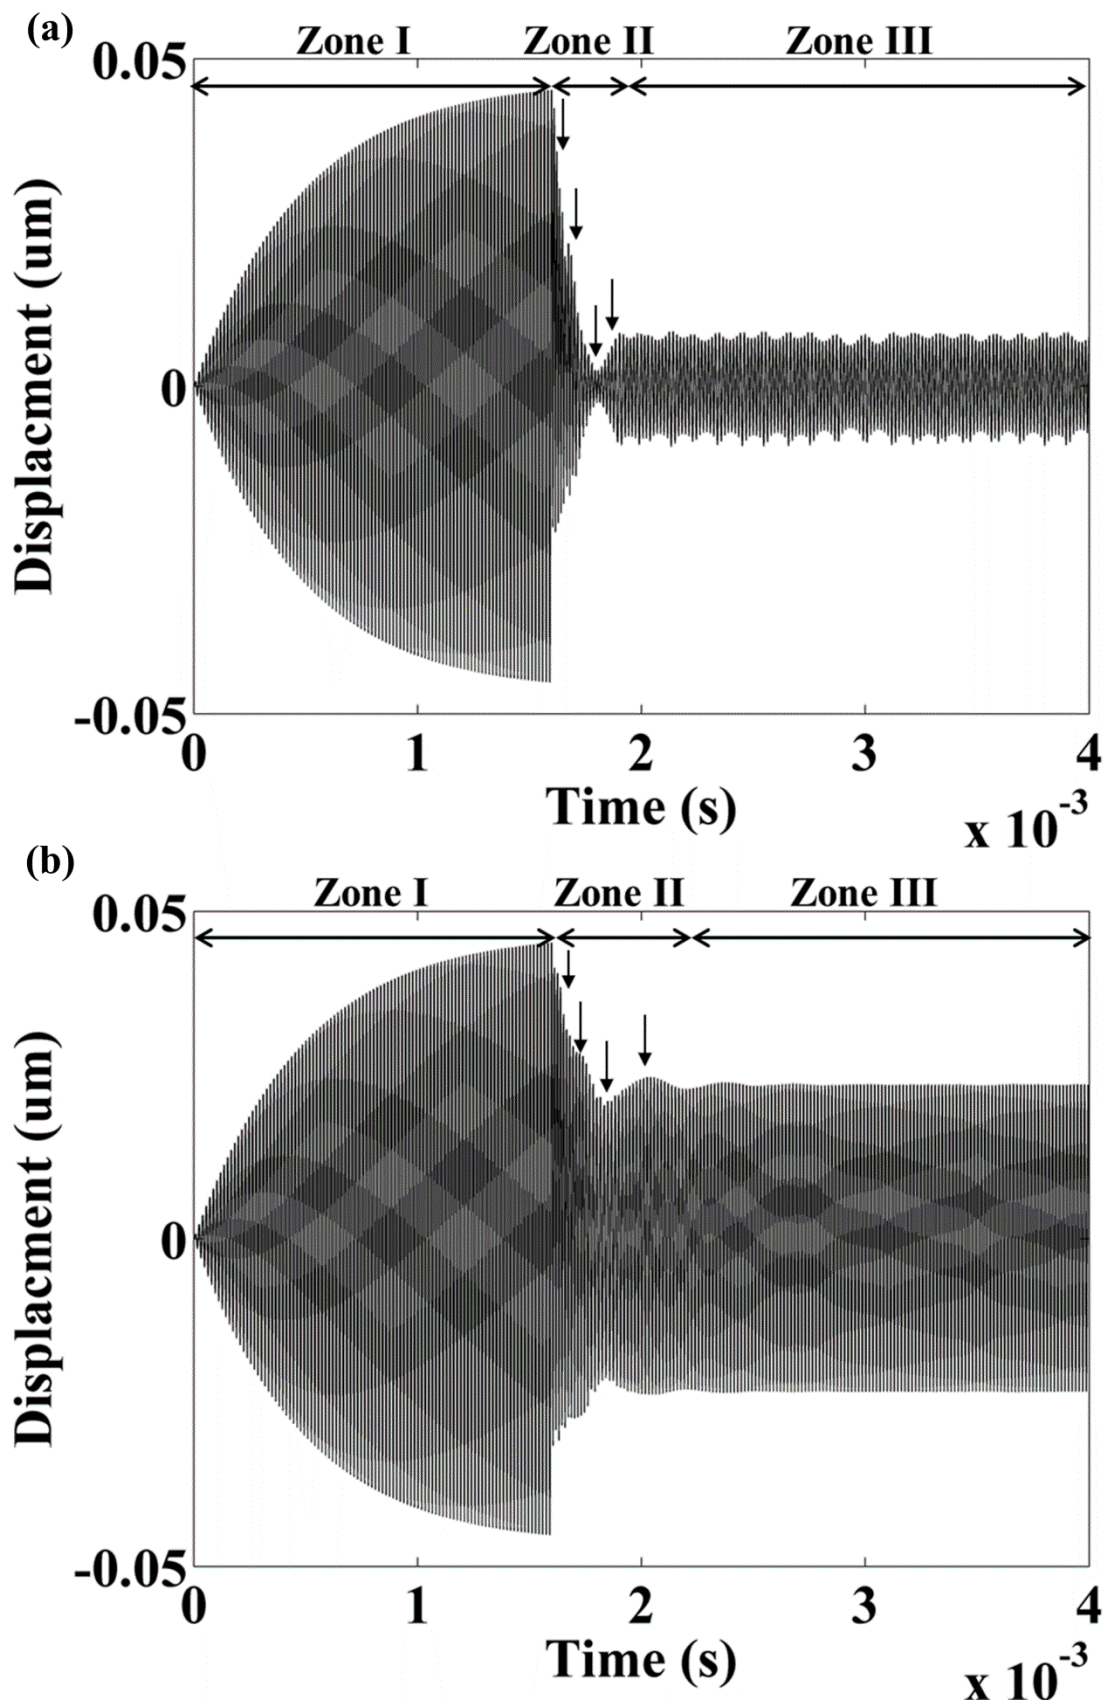 (a)
Zone I Zone II Zone III
0.05
0
-0.05
Displacment (um)
0 1 2 3 4
Time (s)
x 10-3
(b)
Zone I Zone II Zone III
0.05
0
-0.05
Displacment (um)
0 1 2 3 4
Time (s)
x 10-3